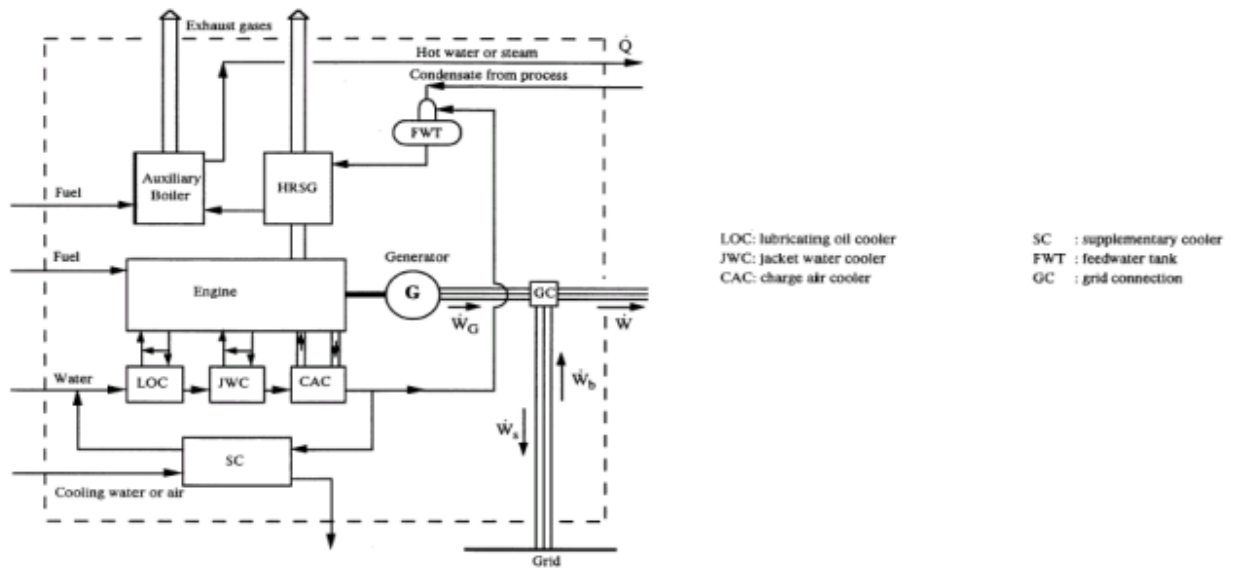 Exhaust gases
Hot water or steam
Q̇
Condensate from process
FWT
Auxiliary
Boiler
HRSG
Fuel
Fuel
Engine
Generator
G
GC
Ẇ_G
Ẇ
Water
LOC
JWC
CAC
Ẇ_b
Ẇ_s
SC
Cooling water or air
Grid
LOC: lubricating oil cooler
JWC: jacket water cooler
CAC: charge air cooler
SC : supplementary cooler
FWT : feedwater tank
GC : grid connection